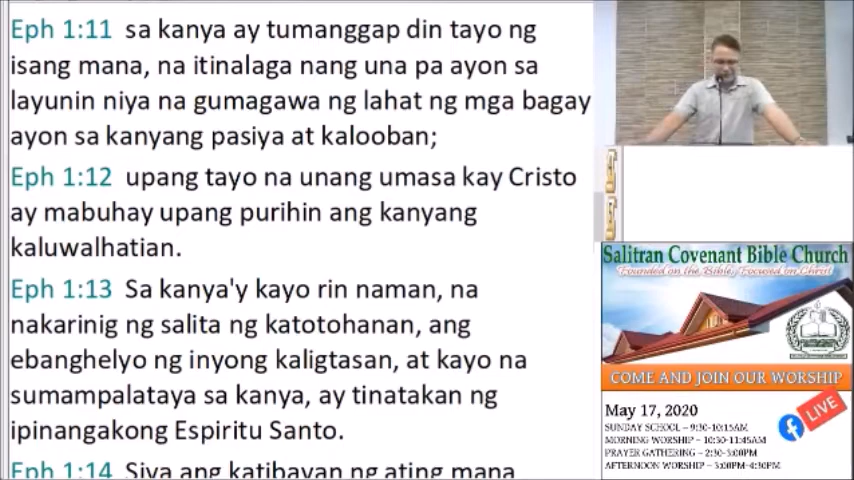 Eph 1:11 sa kanya ay tumanggap din tayo ng
isang mana, na itinalaga nang una pa ayon sa
layunin niya na gumagawa ng lahat ng mga bagay
ayon sa kanyang pasiya at kalooban;
Eph 1:12 upang tayo na unang umasa kay Cristo
ay mabuhay upang purihin ang kanyang
kaluwalhatian.
Eph 1:13 Sa kanya'y kayo rin naman, na
nakarinig ng salita ng katotohanan, ang
ebanghelyo ng inyong kaligtasan, at kayo na
sumampalataya sa kanya, ay tinatakan ng
ipinangakong Espiritu Santo.
Eph 1:14 Siya ang katibayan ng ating mana
Salitran Covenant Bible Church
Founded on the Bible, Focused on Christ
COME AND JOIN OUR WORSHIP
May 17, 2020
LIVE
SUNDAY SCHOOL – 9:30-10:15AM
MORNING WORSHIP – 10:30-11:45AM
PRAYER GATHERING – 2:30-3:00PM
AFTERNOON WORSHIP – 3:00PM-4:30PM